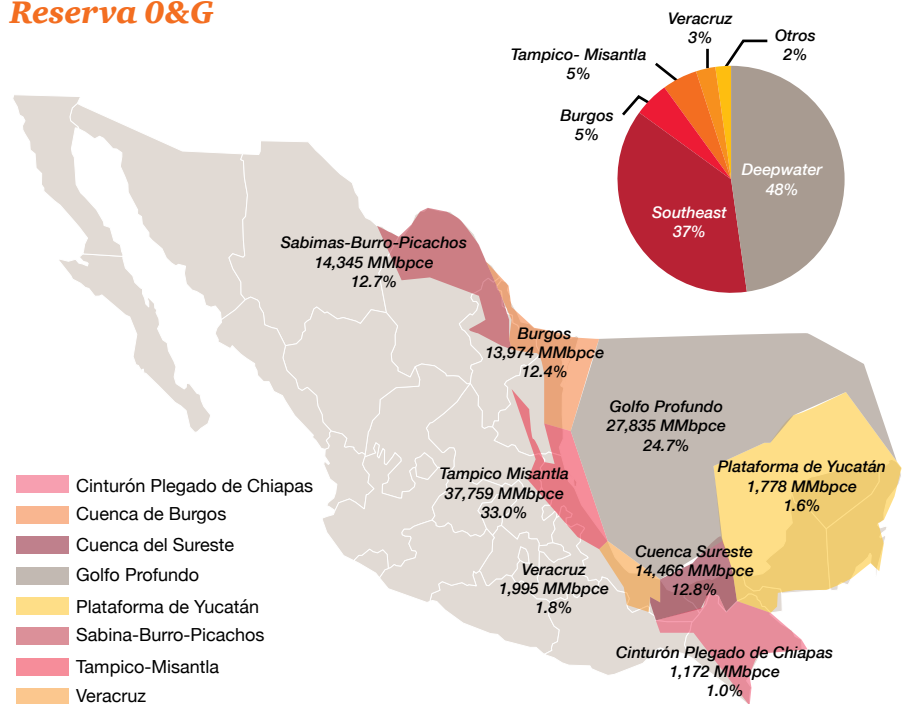 Reserva 0&G
Veracruz
3%
Otros
2%
Tampico- Misantla
5%
Burgos
5%
Deepwater
48%
Southeast
37%
Sabimas-Burro-Picachos
14,345 MMbpce
12.7%
Burgos
13,974 MMbpce
12.4%
Golfo Profundo
27,835 MMbpce
24.7%
Plataforma de Yucatán
1,778 MMbpce
1.6%
Tampico Misantla
37,759 MMbpce
33.0%
Cuenca Sureste
14,466 MMbpce
12.8%
Veracruz
1,995 MMbpce
1.8%
Cinturón Plegado de Chiapas
1,172 MMbpce
1.0%
Cinturón Plegado de Chiapas
Cuenca de Burgos
Cuenca del Sureste
Golfo Profundo
Plataforma de Yucatán
Sabina-Burro-Picachos
Tampico-Misantla
Veracruz